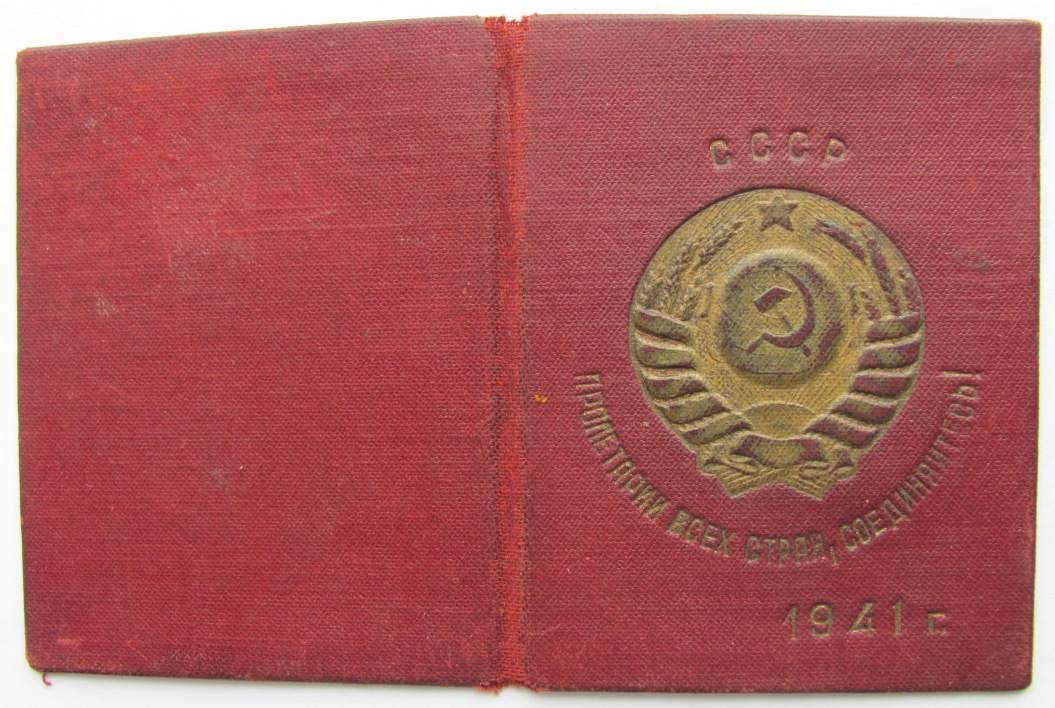 СССР
ПРОЛЕТАРИИ ВСЕХ СТРАН, СОЕДИНЯЙТЕСЬ!
1941 г.